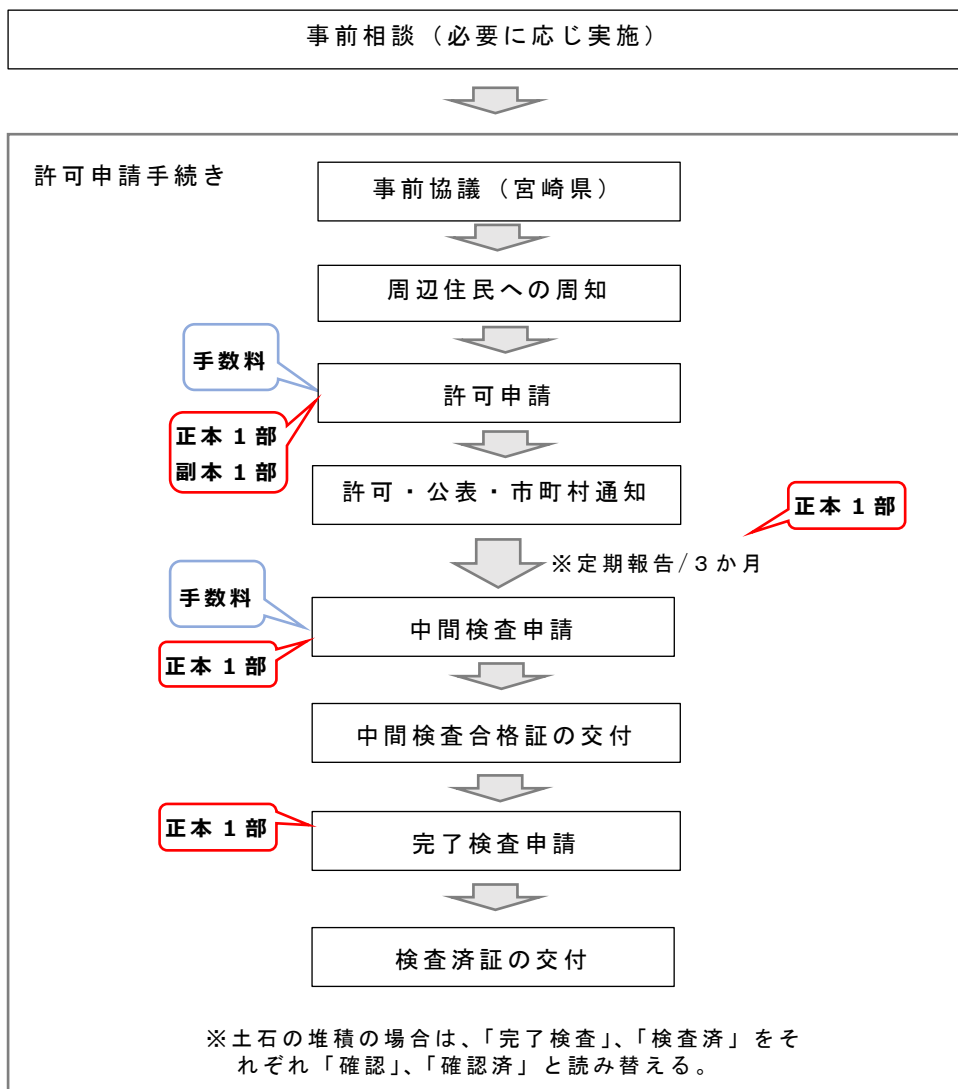 事前相談（必要に応じ実施）
許可申請手続き
事前協議（宮崎県）
周辺住民への周知
手数料
許可申請
正本１部
副本１部
許可・公表・市町村通知
正本１部
※定期報告/３か月
手数料
中間検査申請
正本１部
中間検査合格証の交付
正本１部
完了検査申請
検査済証の交付
※土石の堆積の場合は、「完了検査」、「検査済」をそ
れぞれ「確認」、「確認済」と読み替える。